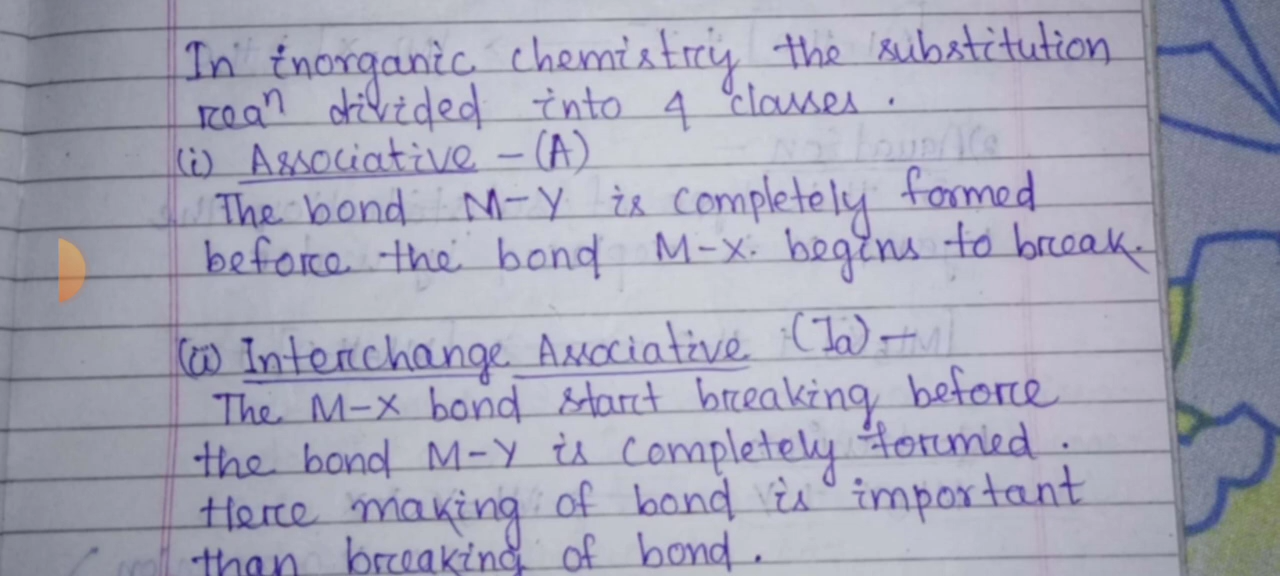 In inorganic chemistry the substitution
reaⁿ divided into 4 classes.
(i) Associative - (A)
The bond M-Y is completely formed
before the bond M-X. begins to break.
(ii) Interchange Associative (Ia) -
The M-X bond start breaking before
the bond M-Y is completely formed.
Here making of bond is important
than breaking of bond.